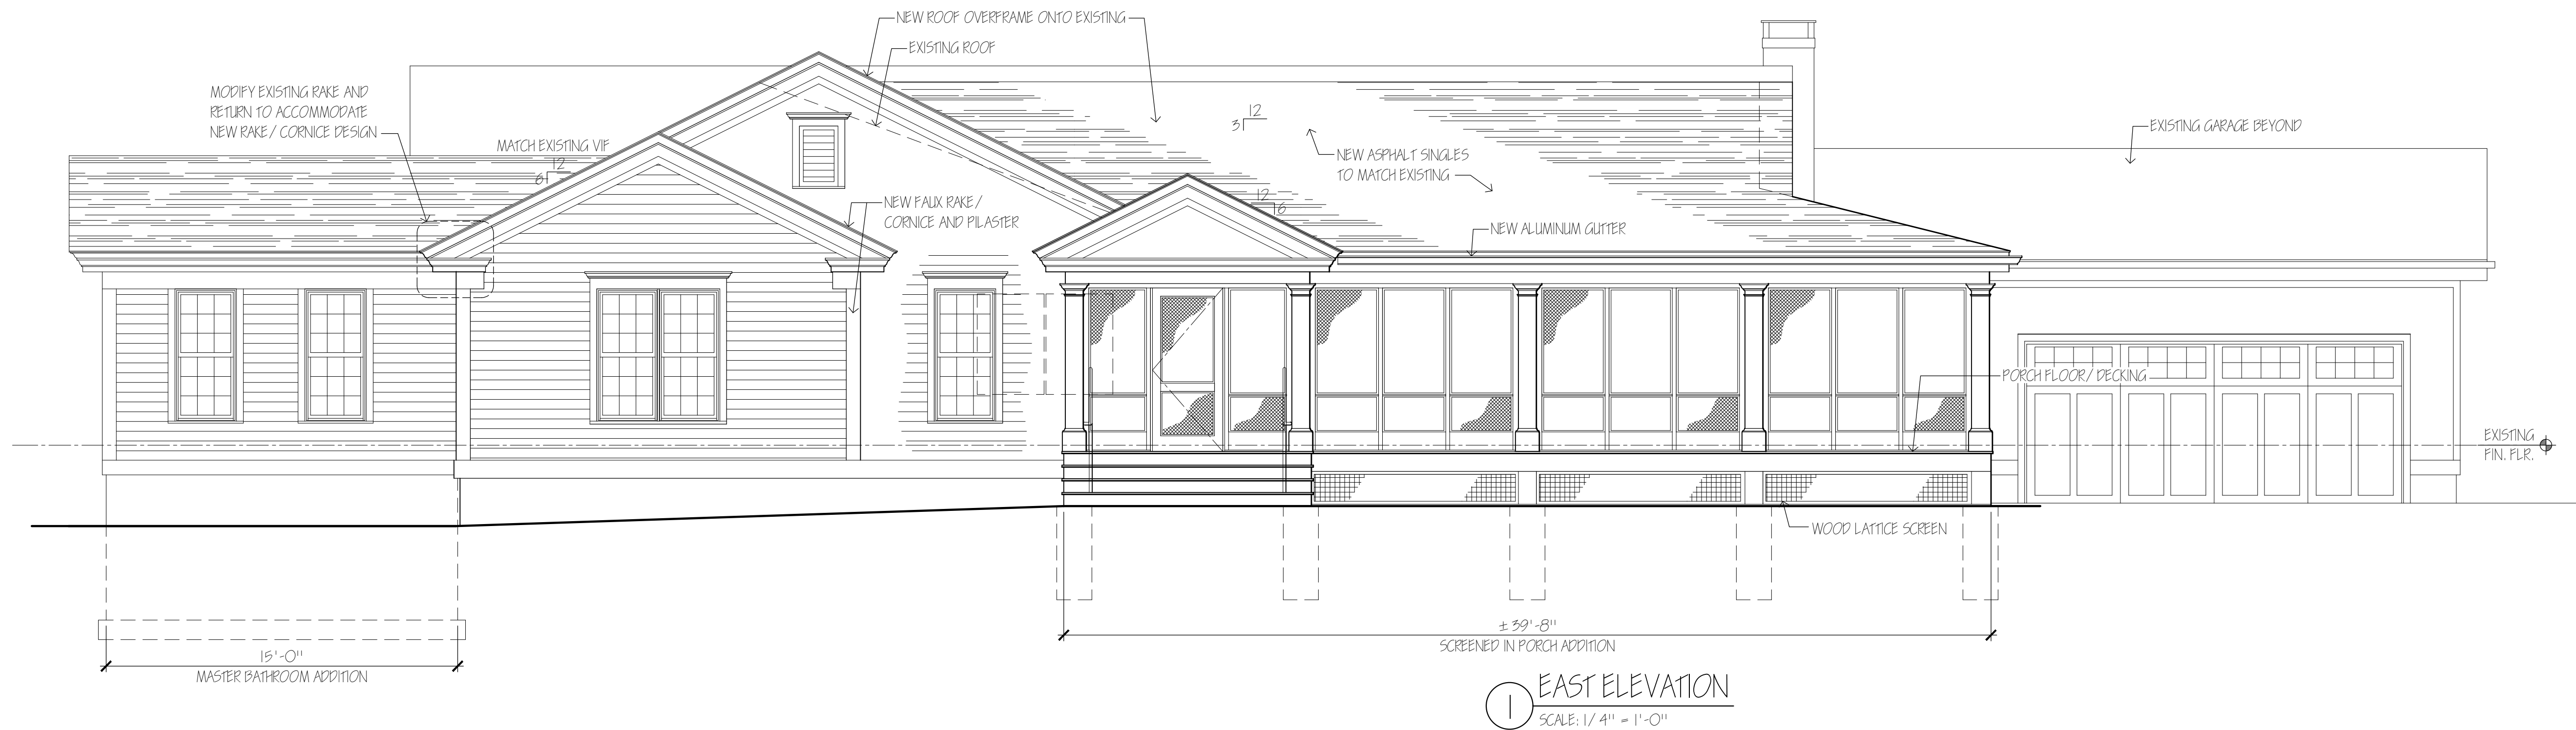 NEW ROOF OVERFRAME ONTO EXISTING
EXISTING ROOF
MODIFY EXISTING RAKE AND
RETURN TO ACCOMMODATE
NEW RAKE/ CORNICE DESIGN
MATCH EXISTING VIF
12
6
12
3
NEW ASPHALT SINGLES
TO MATCH EXISTING
EXISTING GARAGE BEYOND
NEW FAUX RAKE/
CORNICE AND PILASTER
12
6
NEW ALUMINUM GUTTER
PORCH FLOOR/ DECKING
EXISTING
FIN. FLR.
WOOD LATTICE SCREEN
± 39'-8"
SCREENED IN PORCH ADDITION
15'-0"
MASTER BATHROOM ADDITION
1
EAST ELEVATION
SCALE: 1/4" = 1'-0"